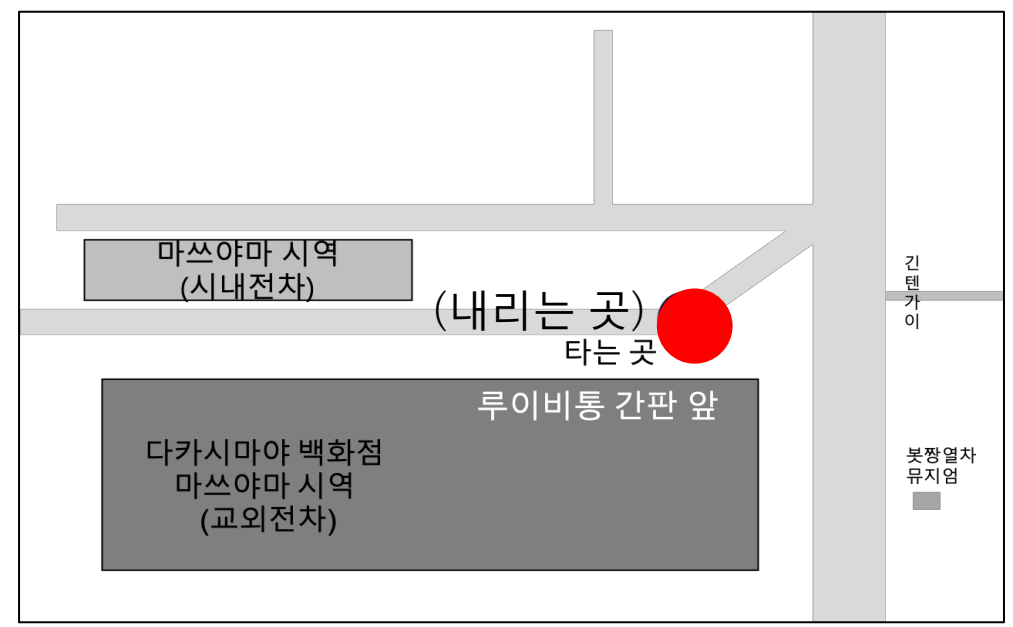 마쓰야마 시역
(시내전차)
(내리는 곳)
타는 곳
루이비통 간판 앞
다카시마야 백화점
마쓰야마 시역
(교외전차)
긴
텐
가
이
봇짱열차
뮤지엄